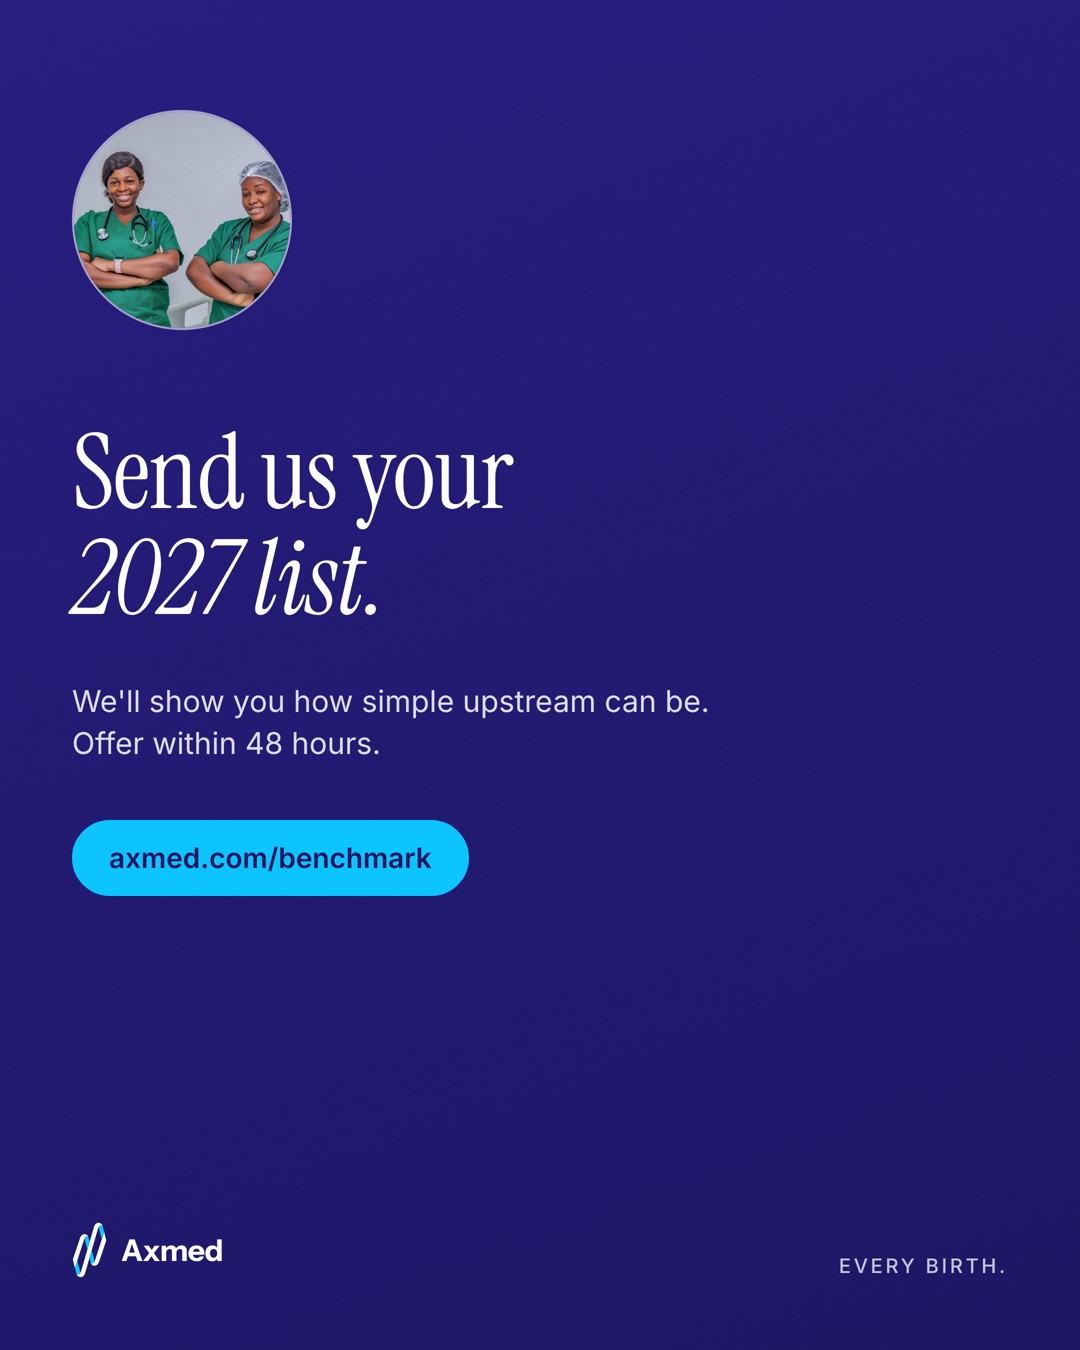 Send us your
2027 list.
We'll show you how simple upstream can be.
Offer within 48 hours.
axmed.com/benchmark
Axmed
EVERY BIRTH.